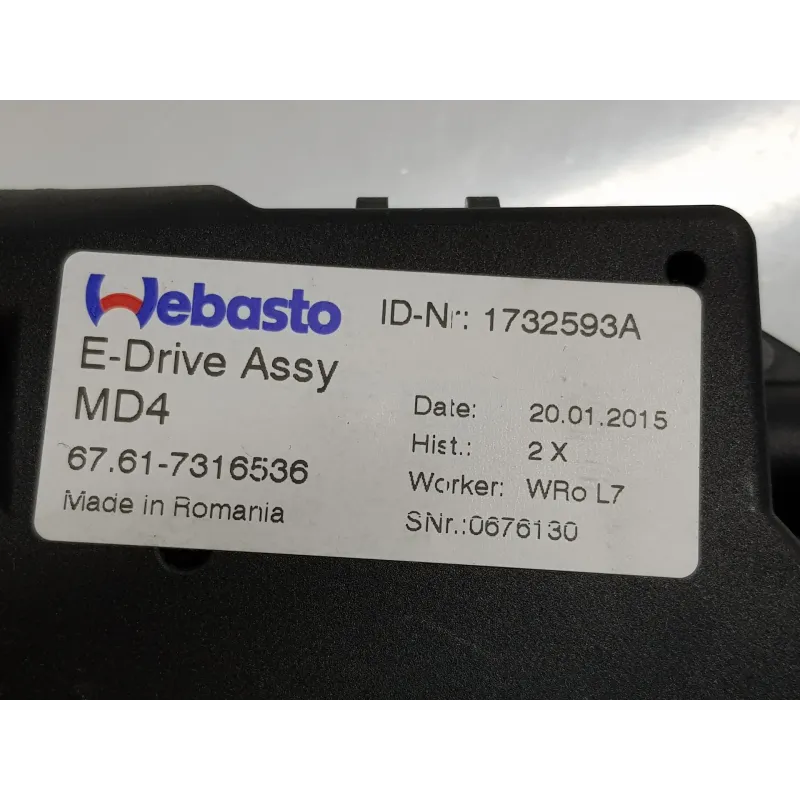 Webasto
E-Drive Assy
MD4
67.61-7316536
Made in Romania
ID-Nr: 1732593A
Date: 20.01.2015
Hist.: 2 X
Worker: WRo L7
SNr.:0676130